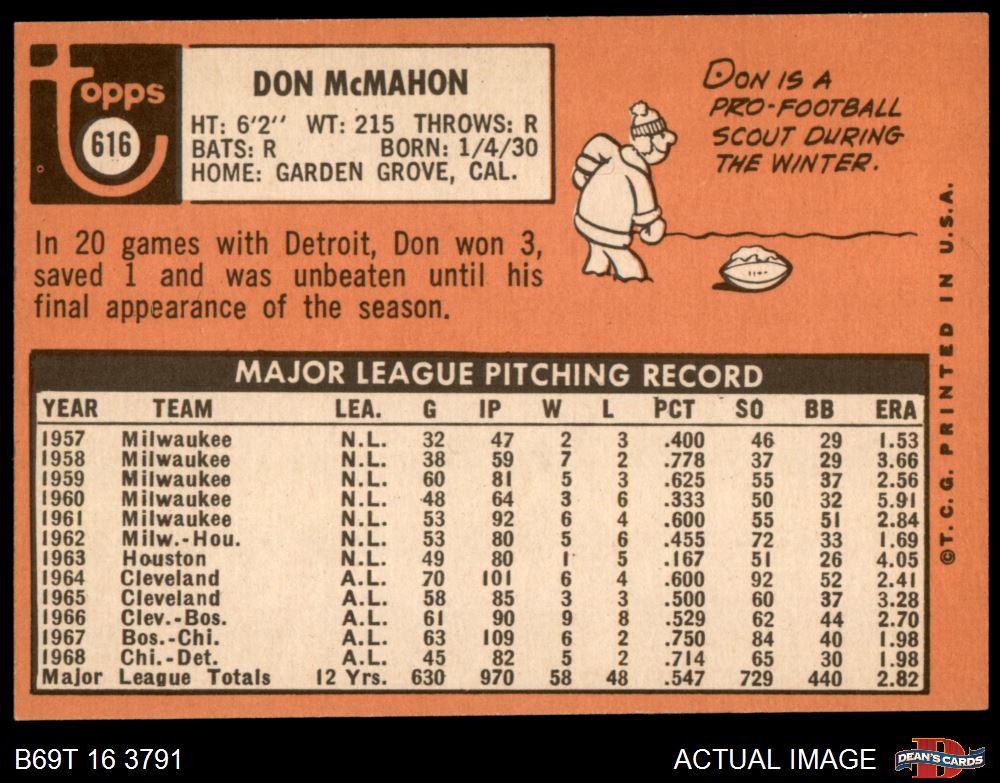 Topps
616
DON McMAHON
HT: 6'2" WT: 215 THROWS: R
BATS: R BORN: 1/4/30
HOME: GARDEN GROVE, CAL.
DON IS A
PRO-FOOTBALL
SCOUT DURING
THE WINTER.
In 20 games with Detroit, Don won 3,
saved 1 and was unbeaten until his
final appearance of the season.
MAJOR LEAGUE PITCHING RECORD
YEAR TEAM LEA. G IP W L PCT SO BB ERA
1957 Milwaukee N.L. 32 47 2 3 .400 46 29 1.53
1958 Milwaukee N.L. 38 59 7 2 .778 37 29 3.66
1959 Milwaukee N.L. 60 81 5 3 .625 55 37 2.56
1960 Milwaukee N.L. 48 64 3 6 .333 50 32 5.91
1961 Milwaukee N.L. 53 92 6 4 .600 55 51 2.84
1962 Milw.-Hou. N.L. 53 80 5 6 .455 72 33 1.69
1963 Houston N.L. 49 80 1 5 .167 51 26 4.05
1964 Cleveland A.L. 70 101 6 4 .600 92 52 2.41
1965 Cleveland A.L. 58 85 3 3 .500 60 37 3.28
1966 Clev.-Bos. A.L. 61 90 9 8 .529 62 44 2.70
1967 Bos.-Chi. A.L. 63 109 6 2 .750 84 40 1.98
1968 Chi.-Det. A.L. 45 82 5 2 .714 65 30 1.98
Major League Totals 12 Yrs. 630 970 58 48 .547 729 440 2.82
©T.C.G. PRINTED IN U.S.A.
B69T 16 3791
ACTUAL IMAGE
DEAN'S CARDS